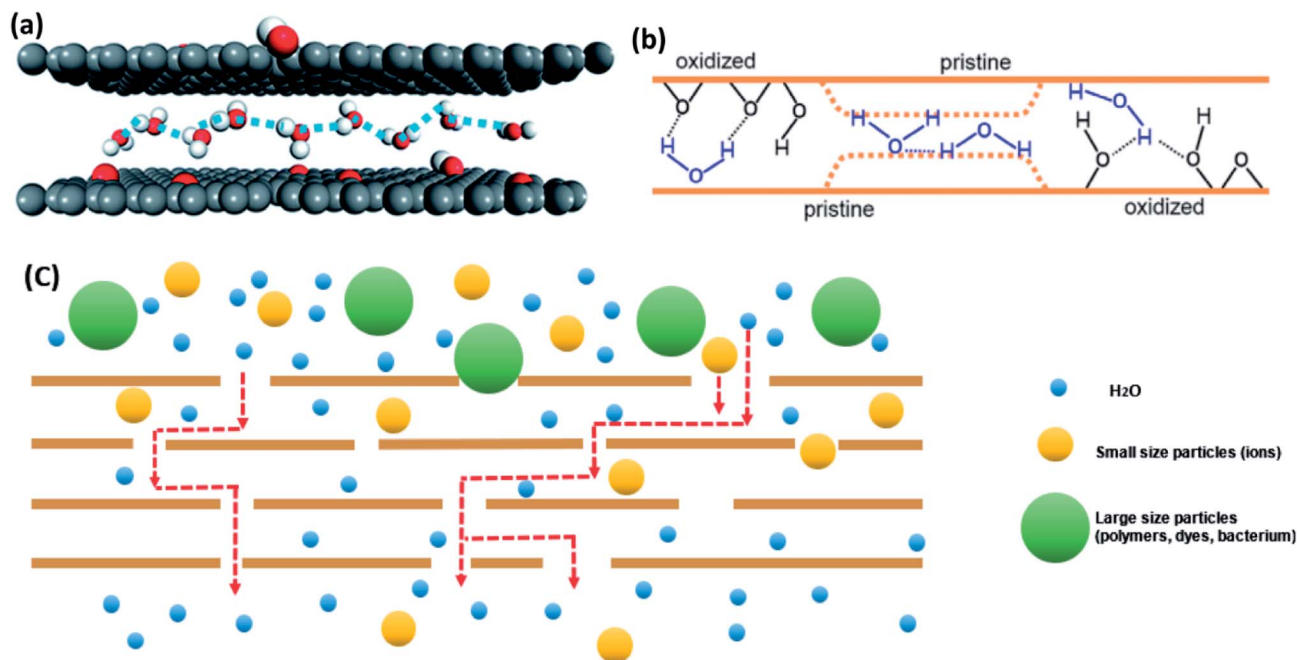 (a)
(b)
oxidized
pristine
O
O
O
H
H
H
O
H
H
O
H
O
H
H
O
H
H
H
O
O
O
pristine
oxidized
(C)
H2O
Small size particles (ions)
Large size particles
(polymers, dyes, bacterium)